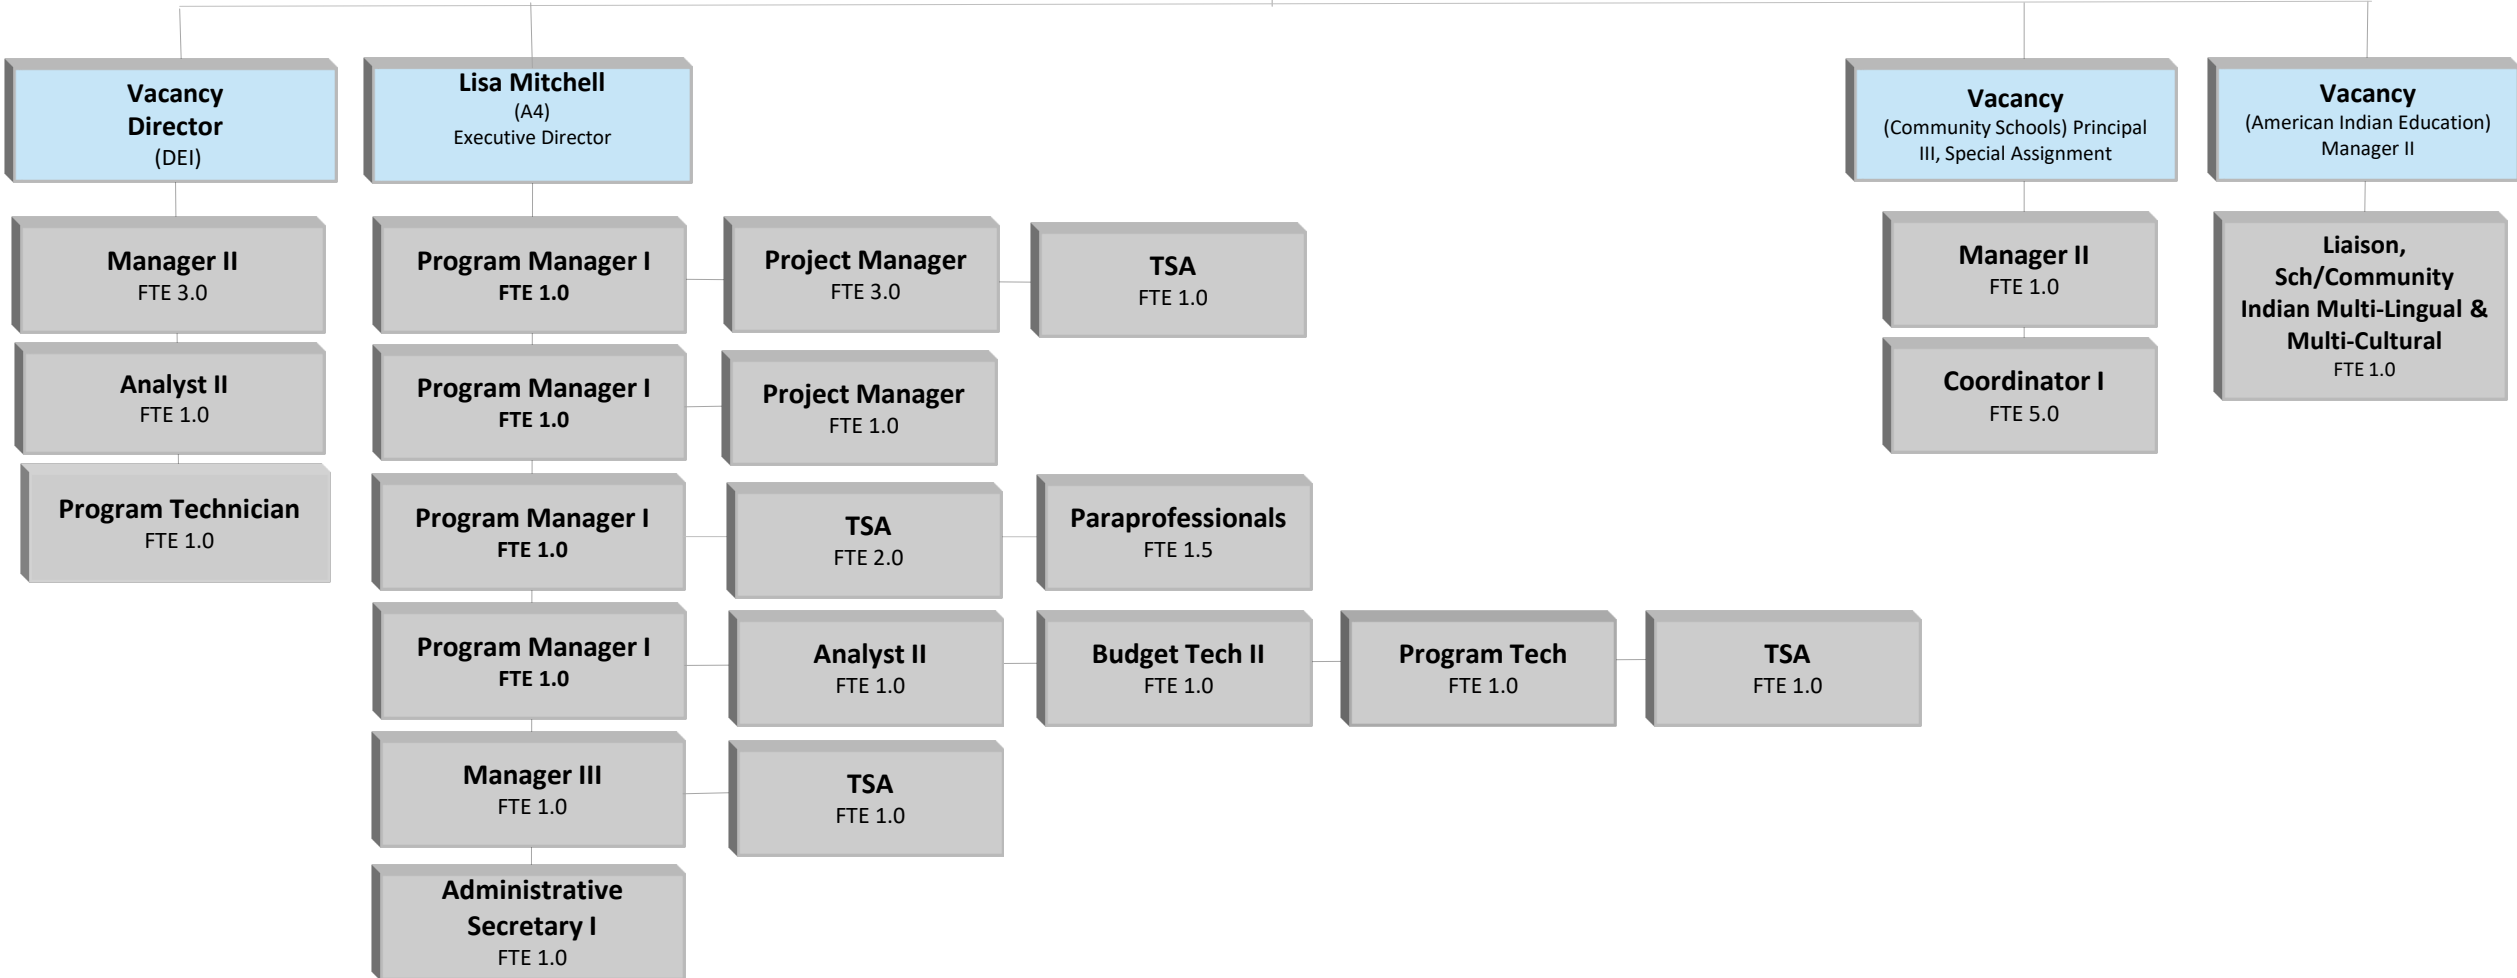 Vacancy
Director
(DEI)
Lisa Mitchell
(A4)
Executive Director
Vacancy
(Community Schools) Principal
III, Special Assignment
Vacancy
(American Indian Education)
Manager II
Manager II
FTE 3.0
Analyst II
FTE 1.0
Program Technician
FTE 1.0
Program Manager I
FTE 1.0
Project Manager
FTE 3.0
TSA
FTE 1.0
Program Manager I
FTE 1.0
Project Manager
FTE 1.0
Program Manager I
FTE 1.0
TSA
FTE 2.0
Paraprofessionals
FTE 1.5
Program Manager I
FTE 1.0
Analyst II
FTE 1.0
Budget Tech II
FTE 1.0
Program Tech
FTE 1.0
TSA
FTE 1.0
Manager III
FTE 1.0
TSA
FTE 1.0
Administrative
Secretary I
FTE 1.0
Manager II
FTE 1.0
Coordinator I
FTE 5.0
Liaison,
Sch/Community
Indian Multi-Lingual &
Multi-Cultural
FTE 1.0